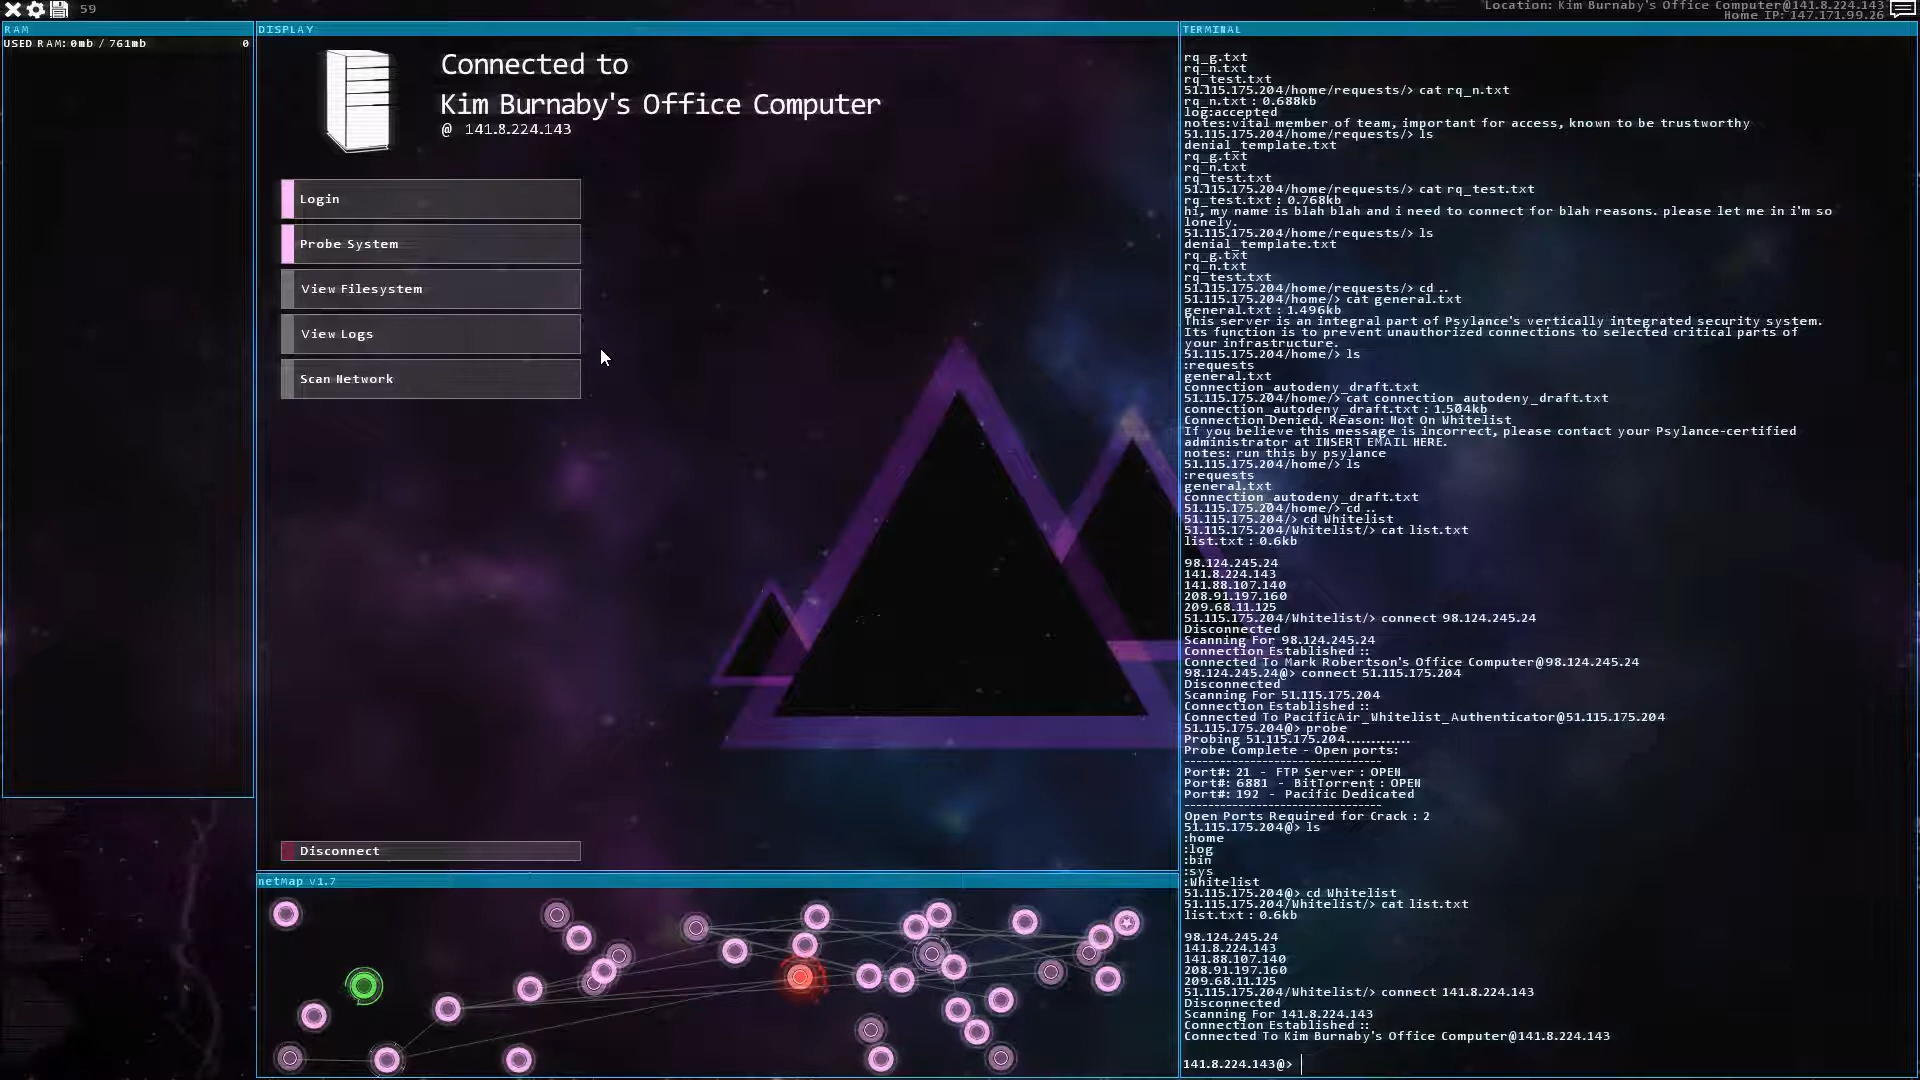 59
Location: Kim Burnaby's Office Computer@141.8.224.143
Home IP: 147.171.99.26
RAM
USED RAM: 0mb / 761mb 0
DISPLAY
Connected to
Kim Burnaby's Office Computer
@ 141.8.224.143
Login
Probe System
View Filesystem
View Logs
Scan Network
Disconnect
netMap v1.7
TERMINAL
rq_g.txt
rq_n.txt
rq_test.txt
51.115.175.204/home/requests/> cat rq_n.txt
rq_n.txt : 0.688kb
log:accepted
notes:vital member of team, important for access, known to be trustworthy
51.115.175.204/home/requests/> ls
denial_template.txt
rq_g.txt
rq_n.txt
rq_test.txt
51.115.175.204/home/requests/> cat rq_test.txt
rq_test.txt : 0.768kb
hi, my name is blah blah and i need to connect for blah reasons. please let me in i'm so
lonely.
51.115.175.204/home/requests/> ls
denial_template.txt
rq_g.txt
rq_n.txt
rq_test.txt
51.115.175.204/home/requests/> cd ..
51.115.175.204/home/> cat general.txt
general.txt : 1.496kb
This server is an integral part of Psylance's vertically integrated security system.
Its function is to prevent unauthorized connections to selected critical parts of
your infrastructure.
51.115.175.204/home/> ls
:requests
general.txt
connection_autodeny_draft.txt
51.115.175.204/home/> cat connection_autodeny_draft.txt
connection_autodeny_draft.txt : 1.504kb
Connection Denied. Reason: Not On Whitelist
If you believe this message is incorrect, please contact your Psylance-certified
administrator at INSERT EMAIL HERE.
notes: run this by psylance
51.115.175.204/home/> ls
:requests
general.txt
connection_autodeny_draft.txt
51.115.175.204/home/> cd ..
51.115.175.204/> cd Whitelist
51.115.175.204/Whitelist/> cat list.txt
list.txt : 0.6kb
98.124.245.24
141.8.224.143
141.88.107.140
208.91.197.160
209.68.11.125
51.115.175.204/Whitelist/> connect 98.124.245.24
Disconnected
Scanning For 98.124.245.24
Connection Established ::
Connected To Mark Robertson's Office Computer@98.124.245.24
98.124.245.24@> connect 51.115.175.204
Disconnected
Scanning For 51.115.175.204
Connection Established ::
Connected To PacificAir_Whitelist_Authenticator@51.115.175.204
51.115.175.204@> probe
Probing 51.115.175.204.............
Probe Complete - Open ports:
---------------------------------
Port#: 21 - FTP Server : OPEN
Port#: 6881 - BitTorrent : OPEN
Port#: 192 - Pacific Dedicated
---------------------------------
Open Ports Required for Crack : 2
51.115.175.204@> ls
:home
:log
:bin
:sys
:Whitelist
51.115.175.204@> cd Whitelist
51.115.175.204/Whitelist/> cat list.txt
list.txt : 0.6kb
98.124.245.24
141.8.224.143
141.88.107.140
208.91.197.160
209.68.11.125
51.115.175.204/Whitelist/> connect 141.8.224.143
Disconnected
Scanning For 141.8.224.143
Connection Established ::
Connected To Kim Burnaby's Office Computer@141.8.224.143
141.8.224.143@>